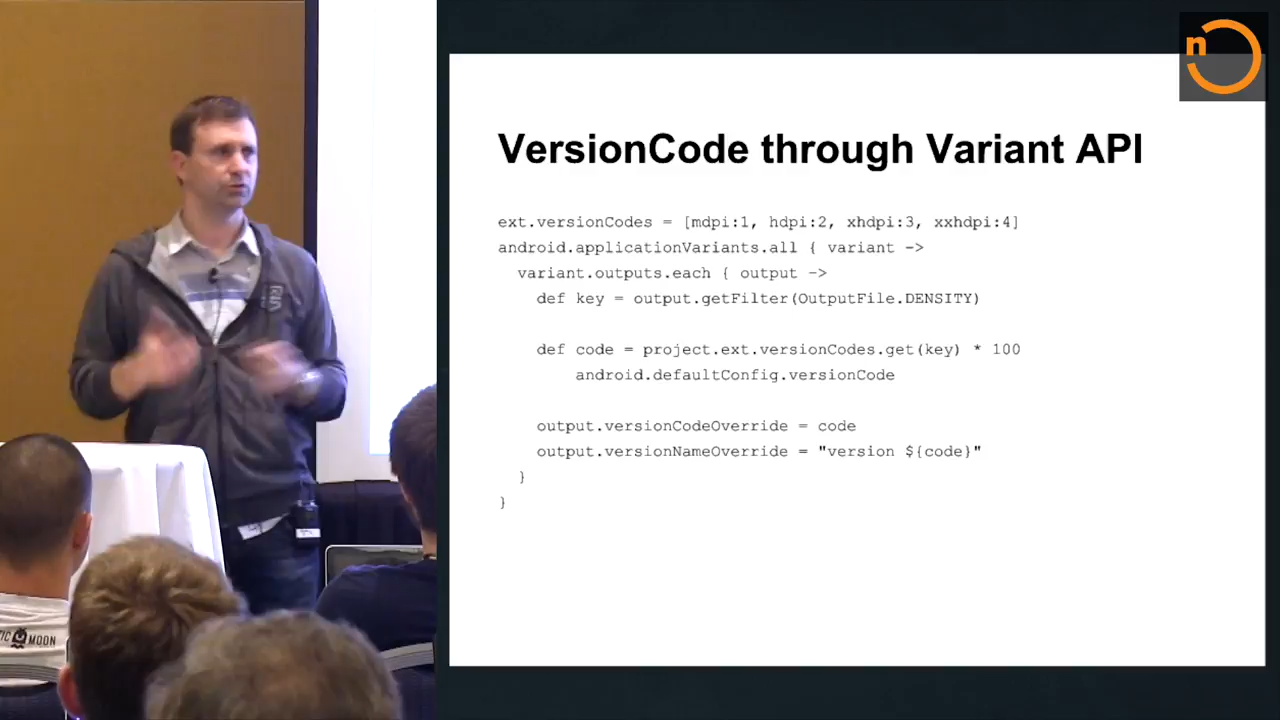 n
VersionCode through Variant API
ext.versionCodes = [mdpi:1, hdpi:2, xhdpi:3, xxhdpi:4]
android.applicationVariants.all { variant ->
variant.outputs.each { output ->
def key = output.getFilter(OutputFile.DENSITY)
def code = project.ext.versionCodes.get(key) * 100
android.defaultConfig.versionCode
output.versionCodeOverride = code
output.versionNameOverride = "version ${code}"
}
}
MOON